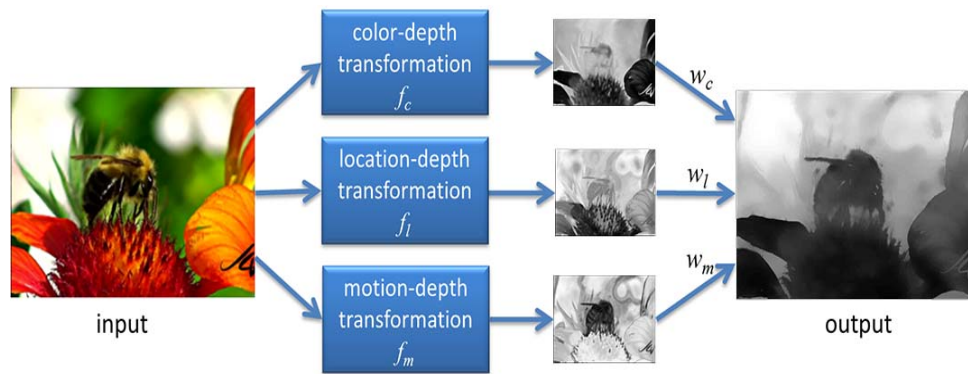 color-depth
transformation
f_c
w_c
location-depth
transformation
f_l
w_l
motion-depth
transformation
f_m
w_m
input
output